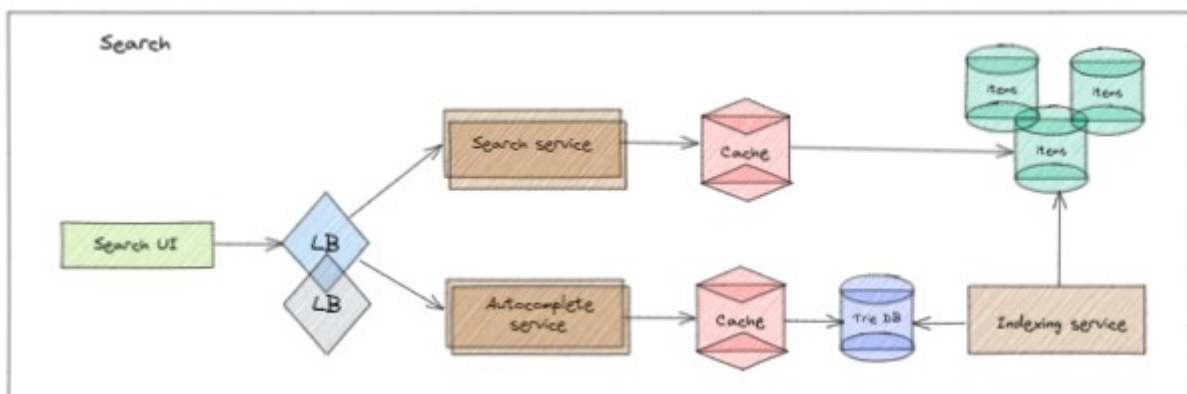 Search
Items
Items
Items
Search service
Cache
Search UI
LB
LB
Autocomplete
service
Cache
Trie DB
Indexing service